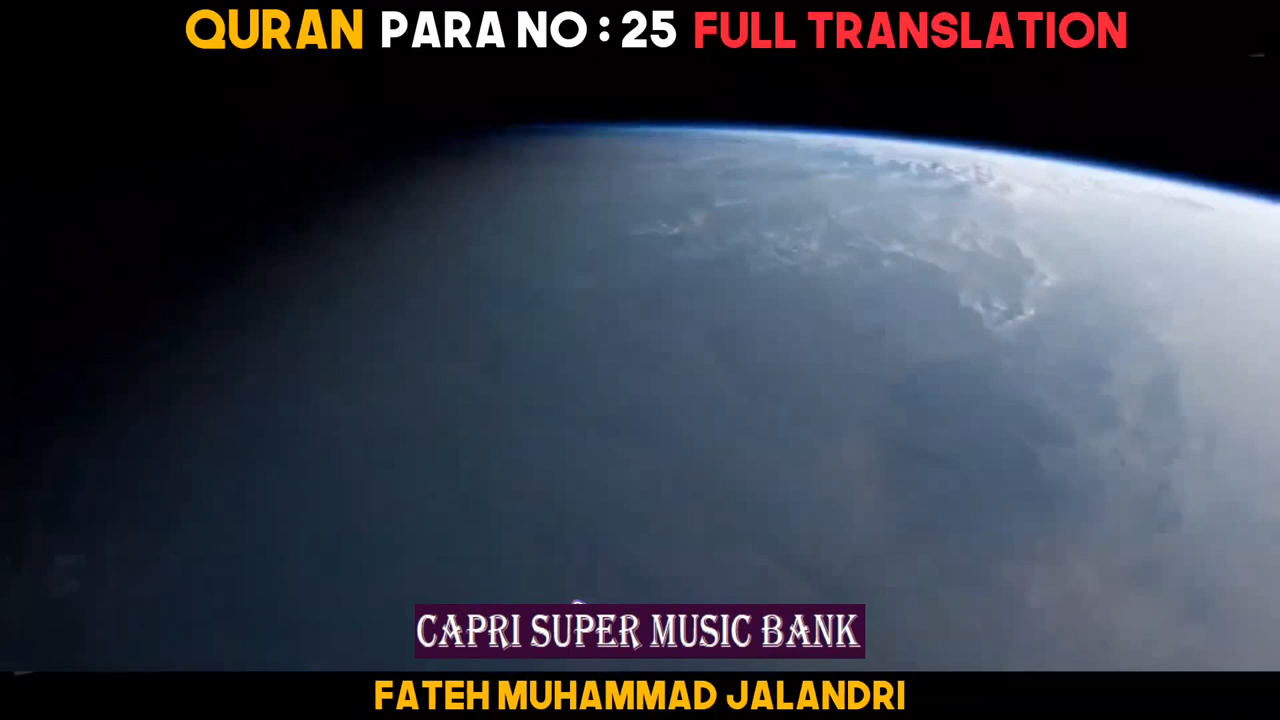 QURAN PARA NO : 25 FULL TRANSLATION
CAPRI SUPER MUSIC BANK
FATEH MUHAMMAD JALANDRI